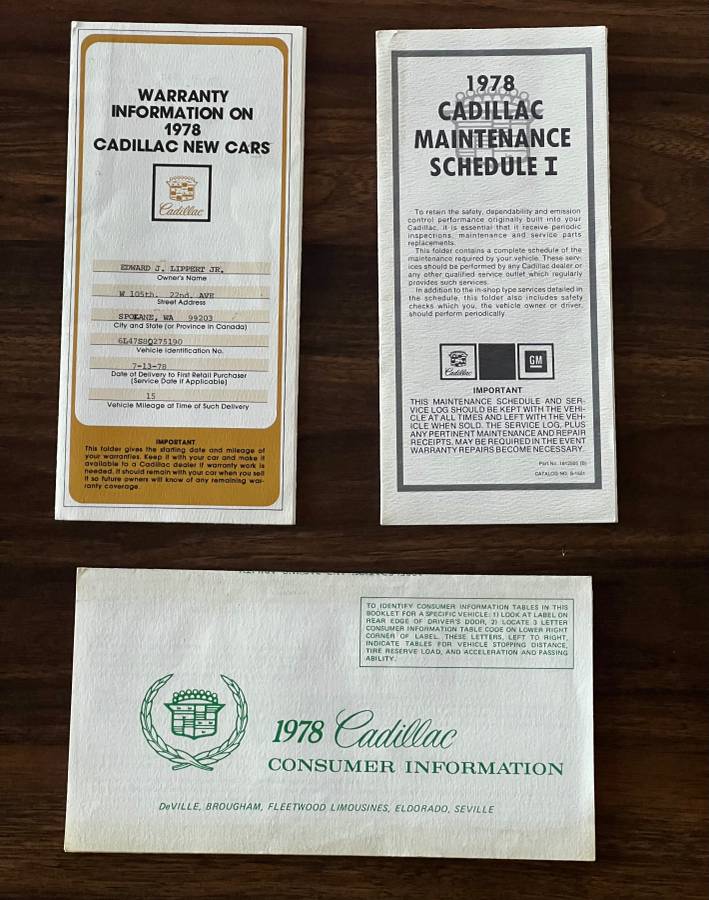 WARRANTY
INFORMATION ON
1978
CADILLAC NEW CARS
Cadillac
EDWARD J. LIPPERT JR.
Owner's Name
W 105th. 22nd. AVE
Street Address
SPOKANE, WA 99203
City and State (or Province in Canada)
6L47S8Q275190
Vehicle Identification No.
7-13-78
Date of Delivery to First Retail Purchaser
(Service Date if Applicable)
15
Vehicle Mileage at Time of Such Delivery
IMPORTANT
This folder gives the starting date and mileage of
your warranties. Keep it with your car and make it
available to a Cadillac dealer if warranty work is
needed. It should remain with your car when you sell
it so future owners will know of any remaining war-
ranty coverage.
1978
CADILLAC
MAINTENANCE
SCHEDULE I
To retain the safety, dependability and emission
control performance originally built into your
Cadillac, it is essential that it receive periodic
inspections, maintenance and service parts
replacements.
This folder contains a complete schedule of the
maintenance required by your vehicle. These serv-
ices should be performed by any Cadillac dealer or
any other qualified service outlet which regularly
provides such services.
In addition to the in-shop type services detailed in
the schedule, this folder also includes safety
checks which you, the vehicle owner or driver,
should perform periodically.
Cadillac
GM
IMPORTANT
THIS MAINTENANCE SCHEDULE AND SER-
VICE LOG SHOULD BE KEPT WITH THE VEHI-
CLE AT ALL TIMES AND LEFT WITH THE VEH-
ICLE WHEN SOLD. THE SERVICE LOG, PLUS
ANY PERTINENT MAINTENANCE AND REPAIR
RECEIPTS, MAY BE REQUIRED IN THE EVENT
WARRANTY REPAIRS BECOME NECESSARY.
Part No.
CATALOG NO.
TO IDENTIFY CONSUMER INFORMATION TABLES IN THIS
BOOKLET FOR A SPECIFIC VEHICLE: 1) LOOK AT LABEL ON
REAR EDGE OF DRIVER'S DOOR, 2) LOCATE 3 LETTER
CONSUMER INFORMATION TABLE CODE ON LOWER RIGHT
CORNER OF LABEL. THESE LETTERS, LEFT TO RIGHT,
INDICATE TABLES FOR VEHICLE STOPPING DISTANCE,
TIRE RESERVE LOAD, AND ACCELERATION AND PASSING
ABILITY.
1978 Cadillac
CONSUMER INFORMATION
DeVILLE, BROUGHAM, FLEETWOOD LIMOUSINES, ELDORADO, SEVILLE